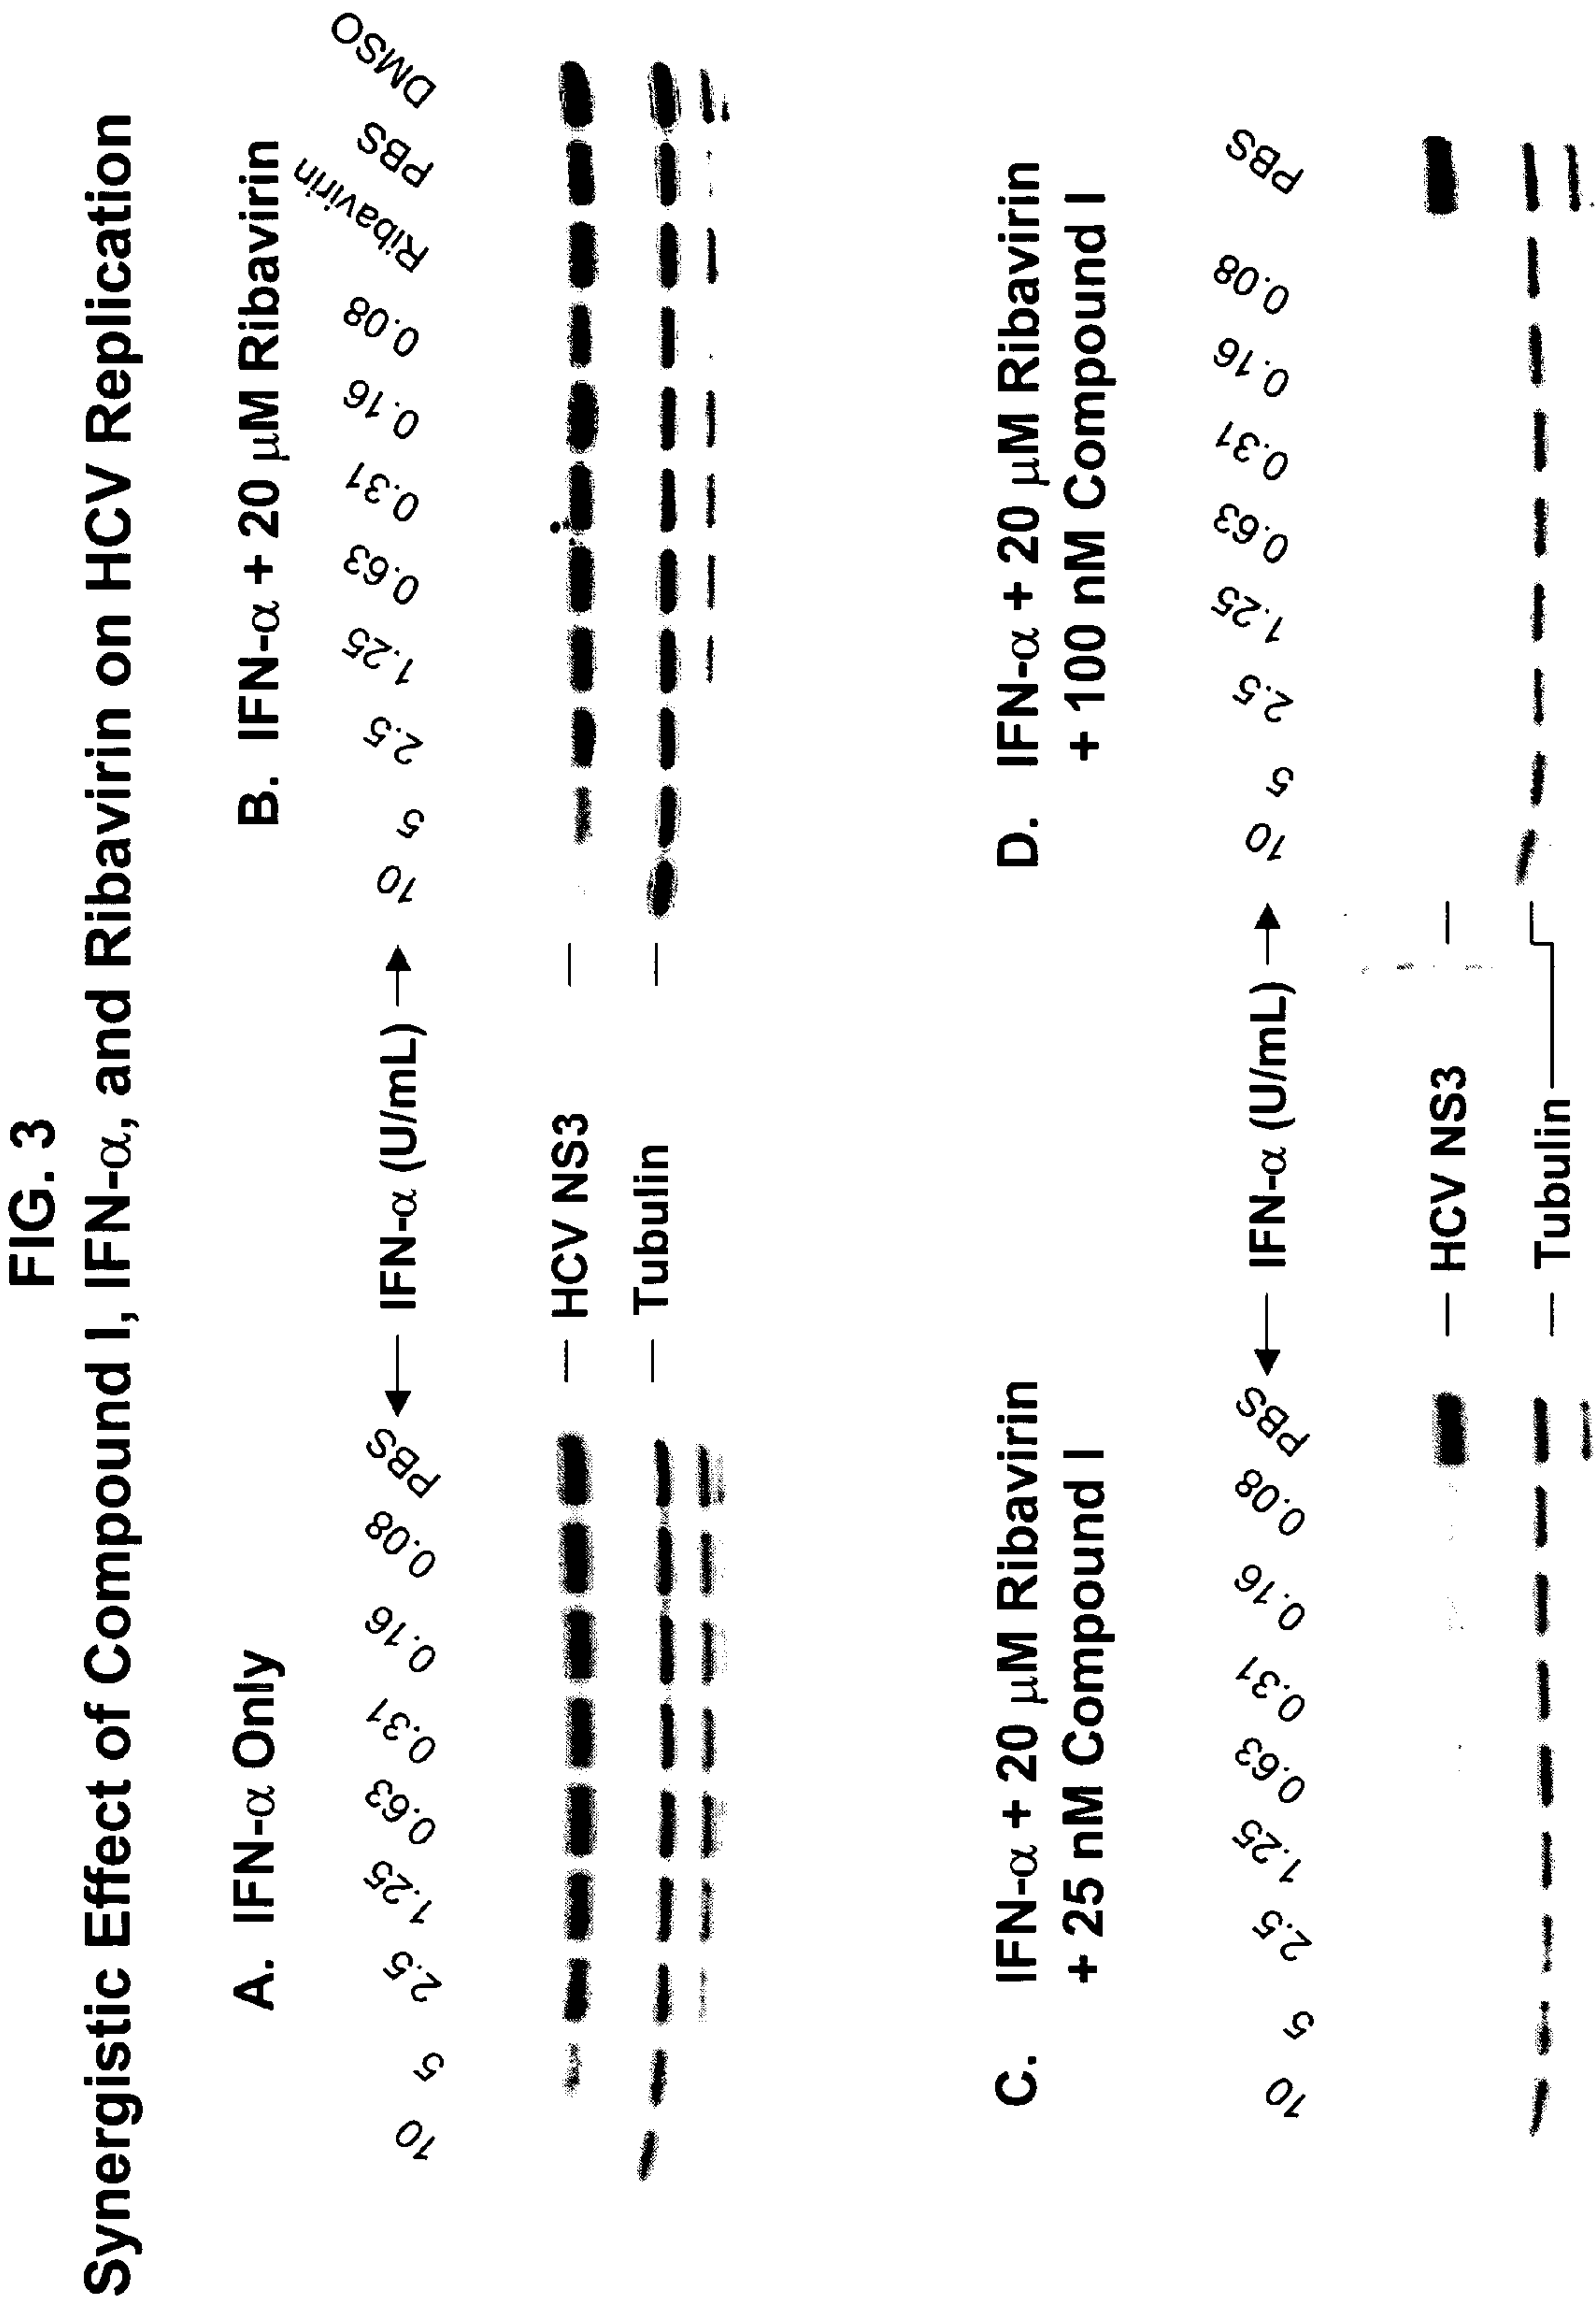 FIG. 3
Synergistic Effect of Compound I, IFN-α, and Ribavirin on HCV Replication
A. IFN-α Only
10 5 2.5 1.25 0.63 0.31 0.16 0.08 PBS
IFN-α (U/mL)
HCV NS3
Tubulin
B. IFN-α + 20 μM Ribavirin
10 5 2.5 1.25 0.63 0.31 0.16 0.08 Ribavirin PBS DMSO
C. IFN-α + 20 μM Ribavirin
+ 25 nM Compound I
10 5 2.5 1.25 0.63 0.31 0.16 0.08 PBS
IFN-α (U/mL)
HCV NS3
Tubulin
D. IFN-α + 20 μM Ribavirin
+ 100 nM Compound I
10 5 2.5 1.25 0.63 0.31 0.16 0.08 PBS